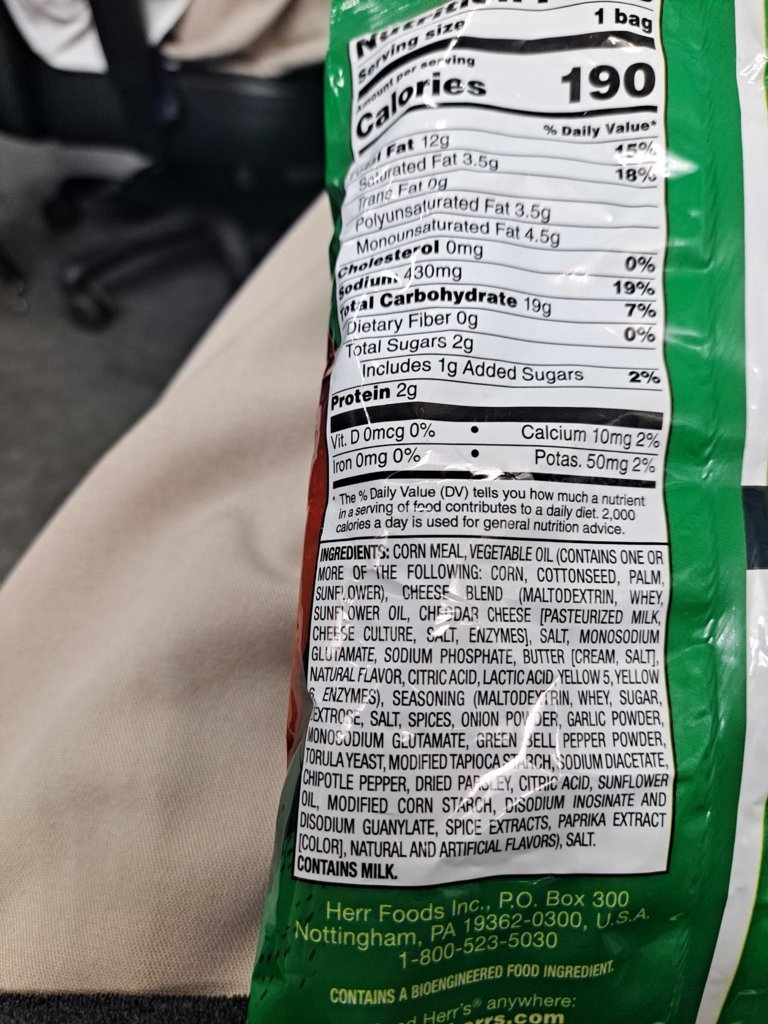 Serving size 1 bag
Amount per serving
Calories 190
% Daily Value*
Fat 12g 15%
Saturated Fat 3.5g 18%
Trans Fat 0g
Polyunsaturated Fat 3.5g
Monounsaturated Fat 4.5g
Cholesterol 0mg 0%
Sodium 430mg 19%
Total Carbohydrate 19g 7%
Dietary Fiber 0g 0%
Total Sugars 2g
Includes 1g Added Sugars 2%
Protein 2g
Vit. D 0mcg 0% • Calcium 10mg 2%
Iron 0mg 0% • Potas. 50mg 2%
* The % Daily Value (DV) tells you how much a nutrient
in a serving of food contributes to a daily diet. 2,000
calories a day is used for general nutrition advice.
INGREDIENTS: CORN MEAL, VEGETABLE OIL (CONTAINS ONE OR
MORE OF THE FOLLOWING: CORN, COTTONSEED, PALM,
SUNFLOWER), CHEESE BLEND (MALTODEXTRIN, WHEY,
SUNFLOWER OIL, CHEDDAR CHEESE [PASTEURIZED MILK,
CHEESE CULTURE, SALT, ENZYMES], SALT, MONOSODIUM
GLUTAMATE, SODIUM PHOSPHATE, BUTTER [CREAM, SALT],
NATURAL FLAVOR, CITRIC ACID, LACTIC ACID, YELLOW 5, YELLOW
6, ENZYMES), SEASONING (MALTODEXTRIN, WHEY, SUGAR,
DEXTROSE, SALT, SPICES, ONION POWDER, GARLIC POWDER,
MONOSODIUM GLUTAMATE, GREEN BELL PEPPER POWDER,
TORULA YEAST, MODIFIED TAPIOCA STARCH, SODIUM DIACETATE,
CHIPOTLE PEPPER, DRIED PARSLEY, CITRIC ACID, SUNFLOWER
OIL, MODIFIED CORN STARCH, DISODIUM INOSINATE AND
DISODIUM GUANYLATE, SPICE EXTRACTS, PAPRIKA EXTRACT
[COLOR], NATURAL AND ARTIFICIAL FLAVORS), SALT.
CONTAINS MILK.
Herr Foods Inc., P.O. Box 300
Nottingham, PA 19362-0300, U.S.A.
1-800-523-5030
CONTAINS A BIOENGINEERED FOOD INGREDIENT.
Herr's® anywhere: